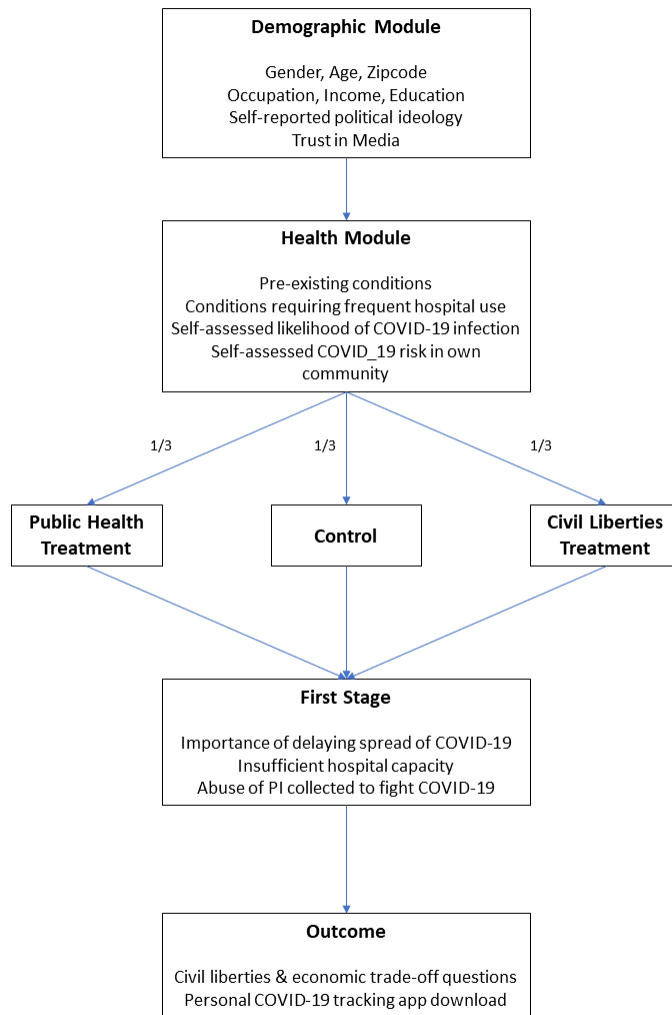 Demographic Module
Gender, Age, Zipcode
Occupation, Income, Education
Self-reported political ideology
Trust in Media
Health Module
Pre-existing conditions
Conditions requiring frequent hospital use
Self-assessed likelihood of COVID-19 infection
Self-assessed COVID_19 risk in own
community
1/3
1/3
1/3
Public Health
Treatment
Control
Civil Liberties
Treatment
First Stage
Importance of delaying spread of COVID-19
Insufficient hospital capacity
Abuse of PI collected to fight COVID-19
Outcome
Civil liberties & economic trade-off questions
Personal COVID-19 tracking app download